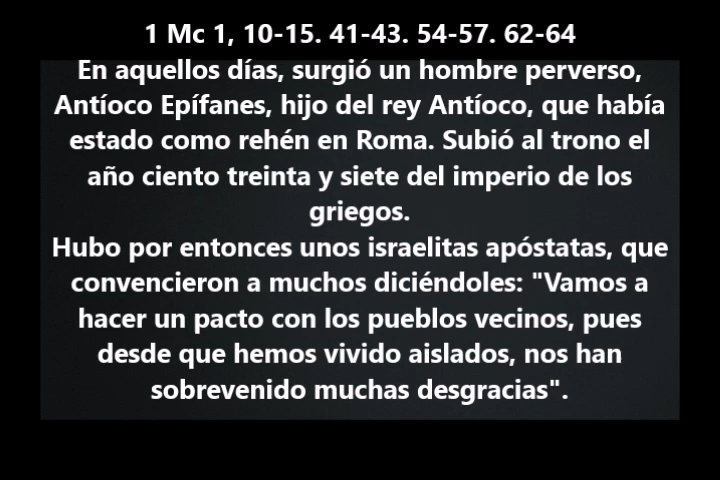 1 Mc 1, 10-15. 41-43. 54-57. 62-64
En aquellos días, surgió un hombre perverso,
Antíoco Epífanes, hijo del rey Antíoco, que había
estado como rehén en Roma. Subió al trono el
año ciento treinta y siete del imperio de los
griegos.
Hubo por entonces unos israelitas apóstatas, que
convencieron a muchos diciéndoles: "Vamos a
hacer un pacto con los pueblos vecinos, pues
desde que hemos vivido aislados, nos han
sobrevenido muchas desgracias".